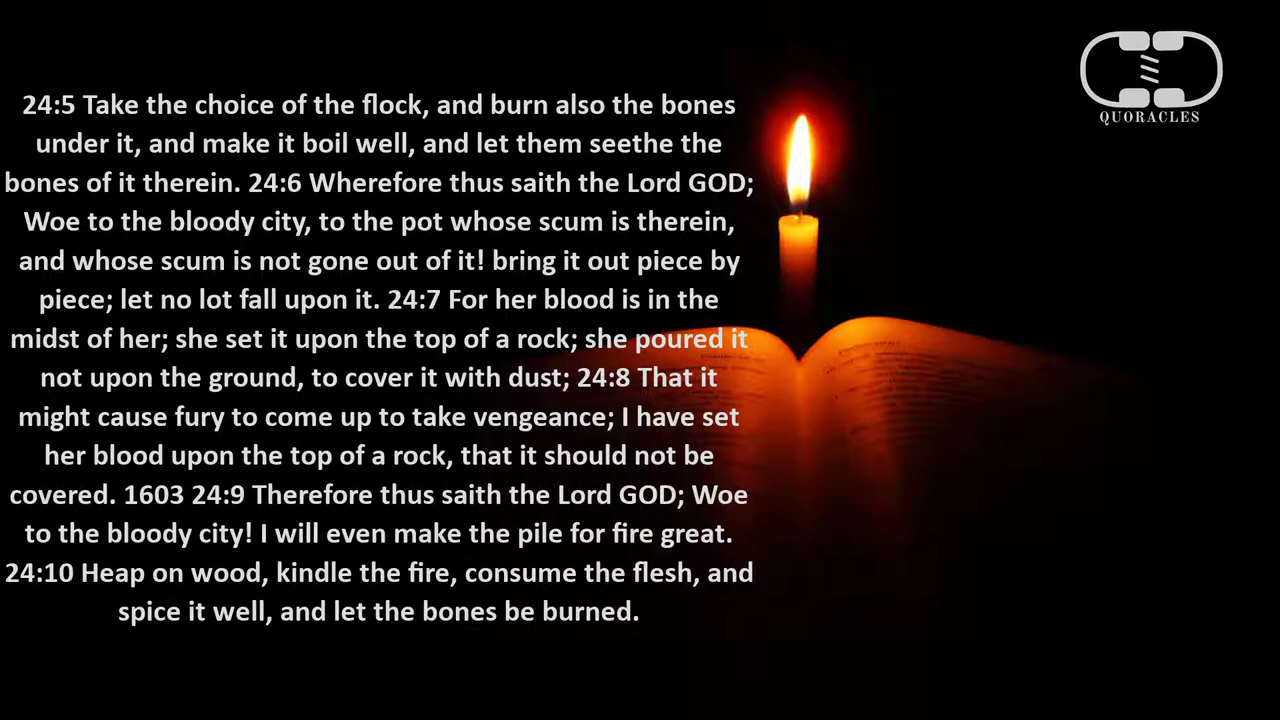 24:5 Take the choice of the flock, and burn also the bones
under it, and make it boil well, and let them seethe the
bones of it therein. 24:6 Wherefore thus saith the Lord GOD;
Woe to the bloody city, to the pot whose scum is therein,
and whose scum is not gone out of it! bring it out piece by
piece; let no lot fall upon it. 24:7 For her blood is in the
midst of her; she set it upon the top of a rock; she poured it
not upon the ground, to cover it with dust; 24:8 That it
might cause fury to come up to take vengeance; I have set
her blood upon the top of a rock, that it should not be
covered. 1603 24:9 Therefore thus saith the Lord GOD; Woe
to the bloody city! I will even make the pile for fire great.
24:10 Heap on wood, kindle the fire, consume the flesh, and
spice it well, and let the bones be burned.
QUORACLES